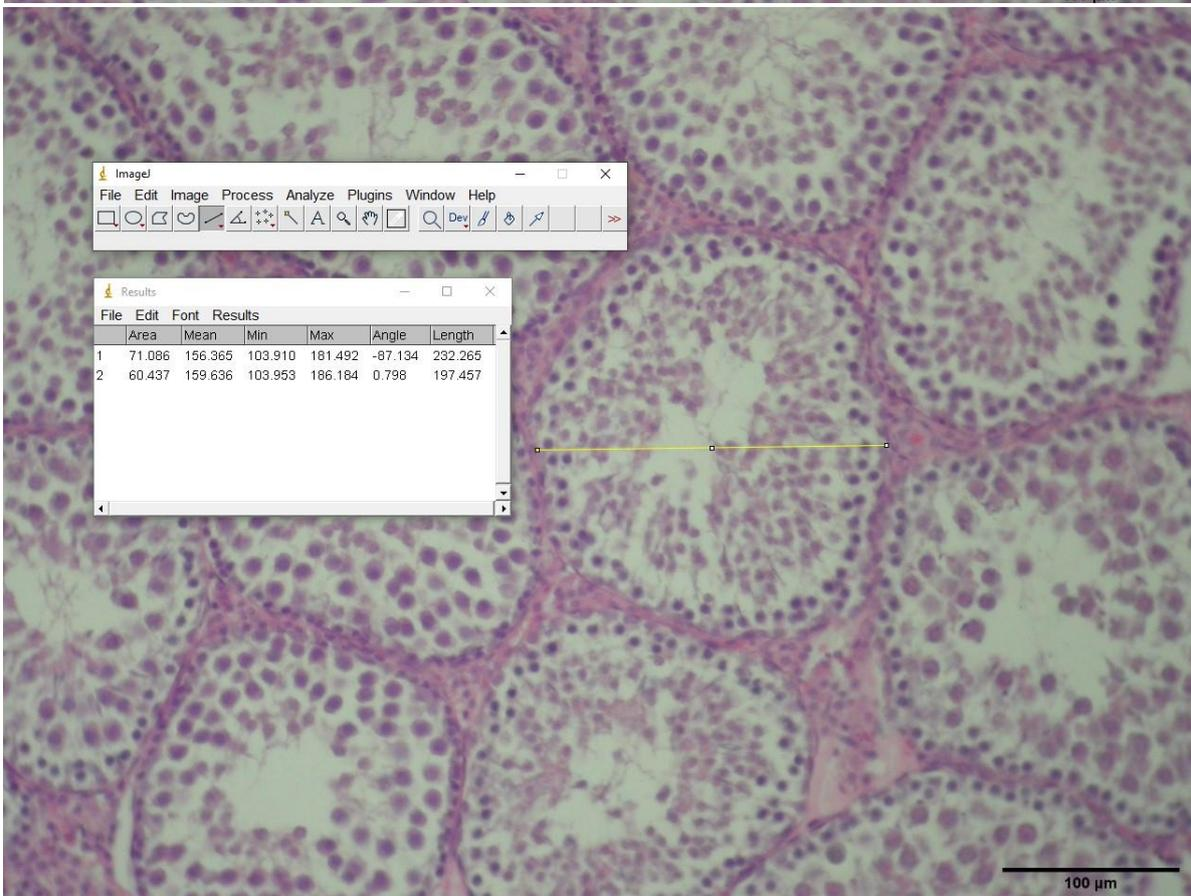 ImageJ
File Edit Image Process Analyze Plugins Window Help
Dev
Results
File Edit Font Results
Area Mean Min Max Angle Length
1 71.086 156.365 103.910 181.492 -87.134 232.265
2 60.437 159.636 103.953 186.184 0.798 197.457
100 µm